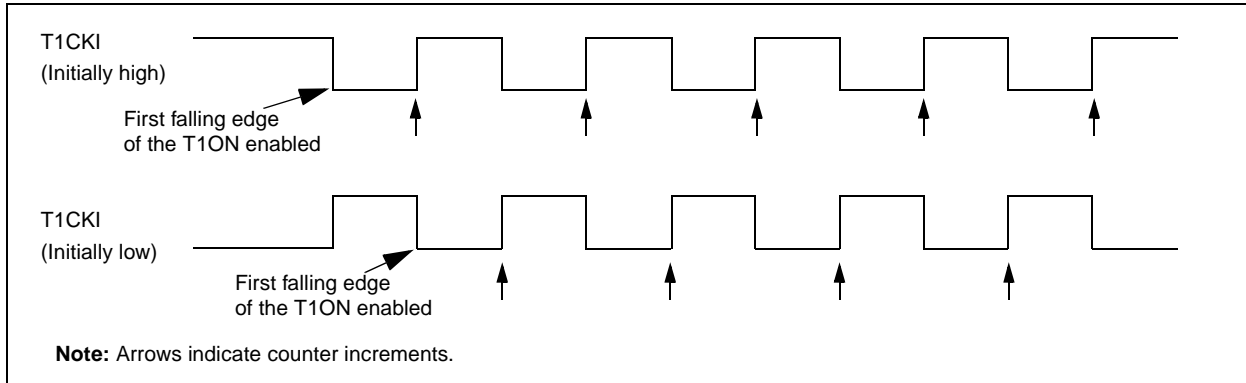 T1CKI
(Initially high)
First falling edge
of the T1ON enabled
T1CKI
(Initially low)
First falling edge
of the T1ON enabled
Note: Arrows indicate counter increments.